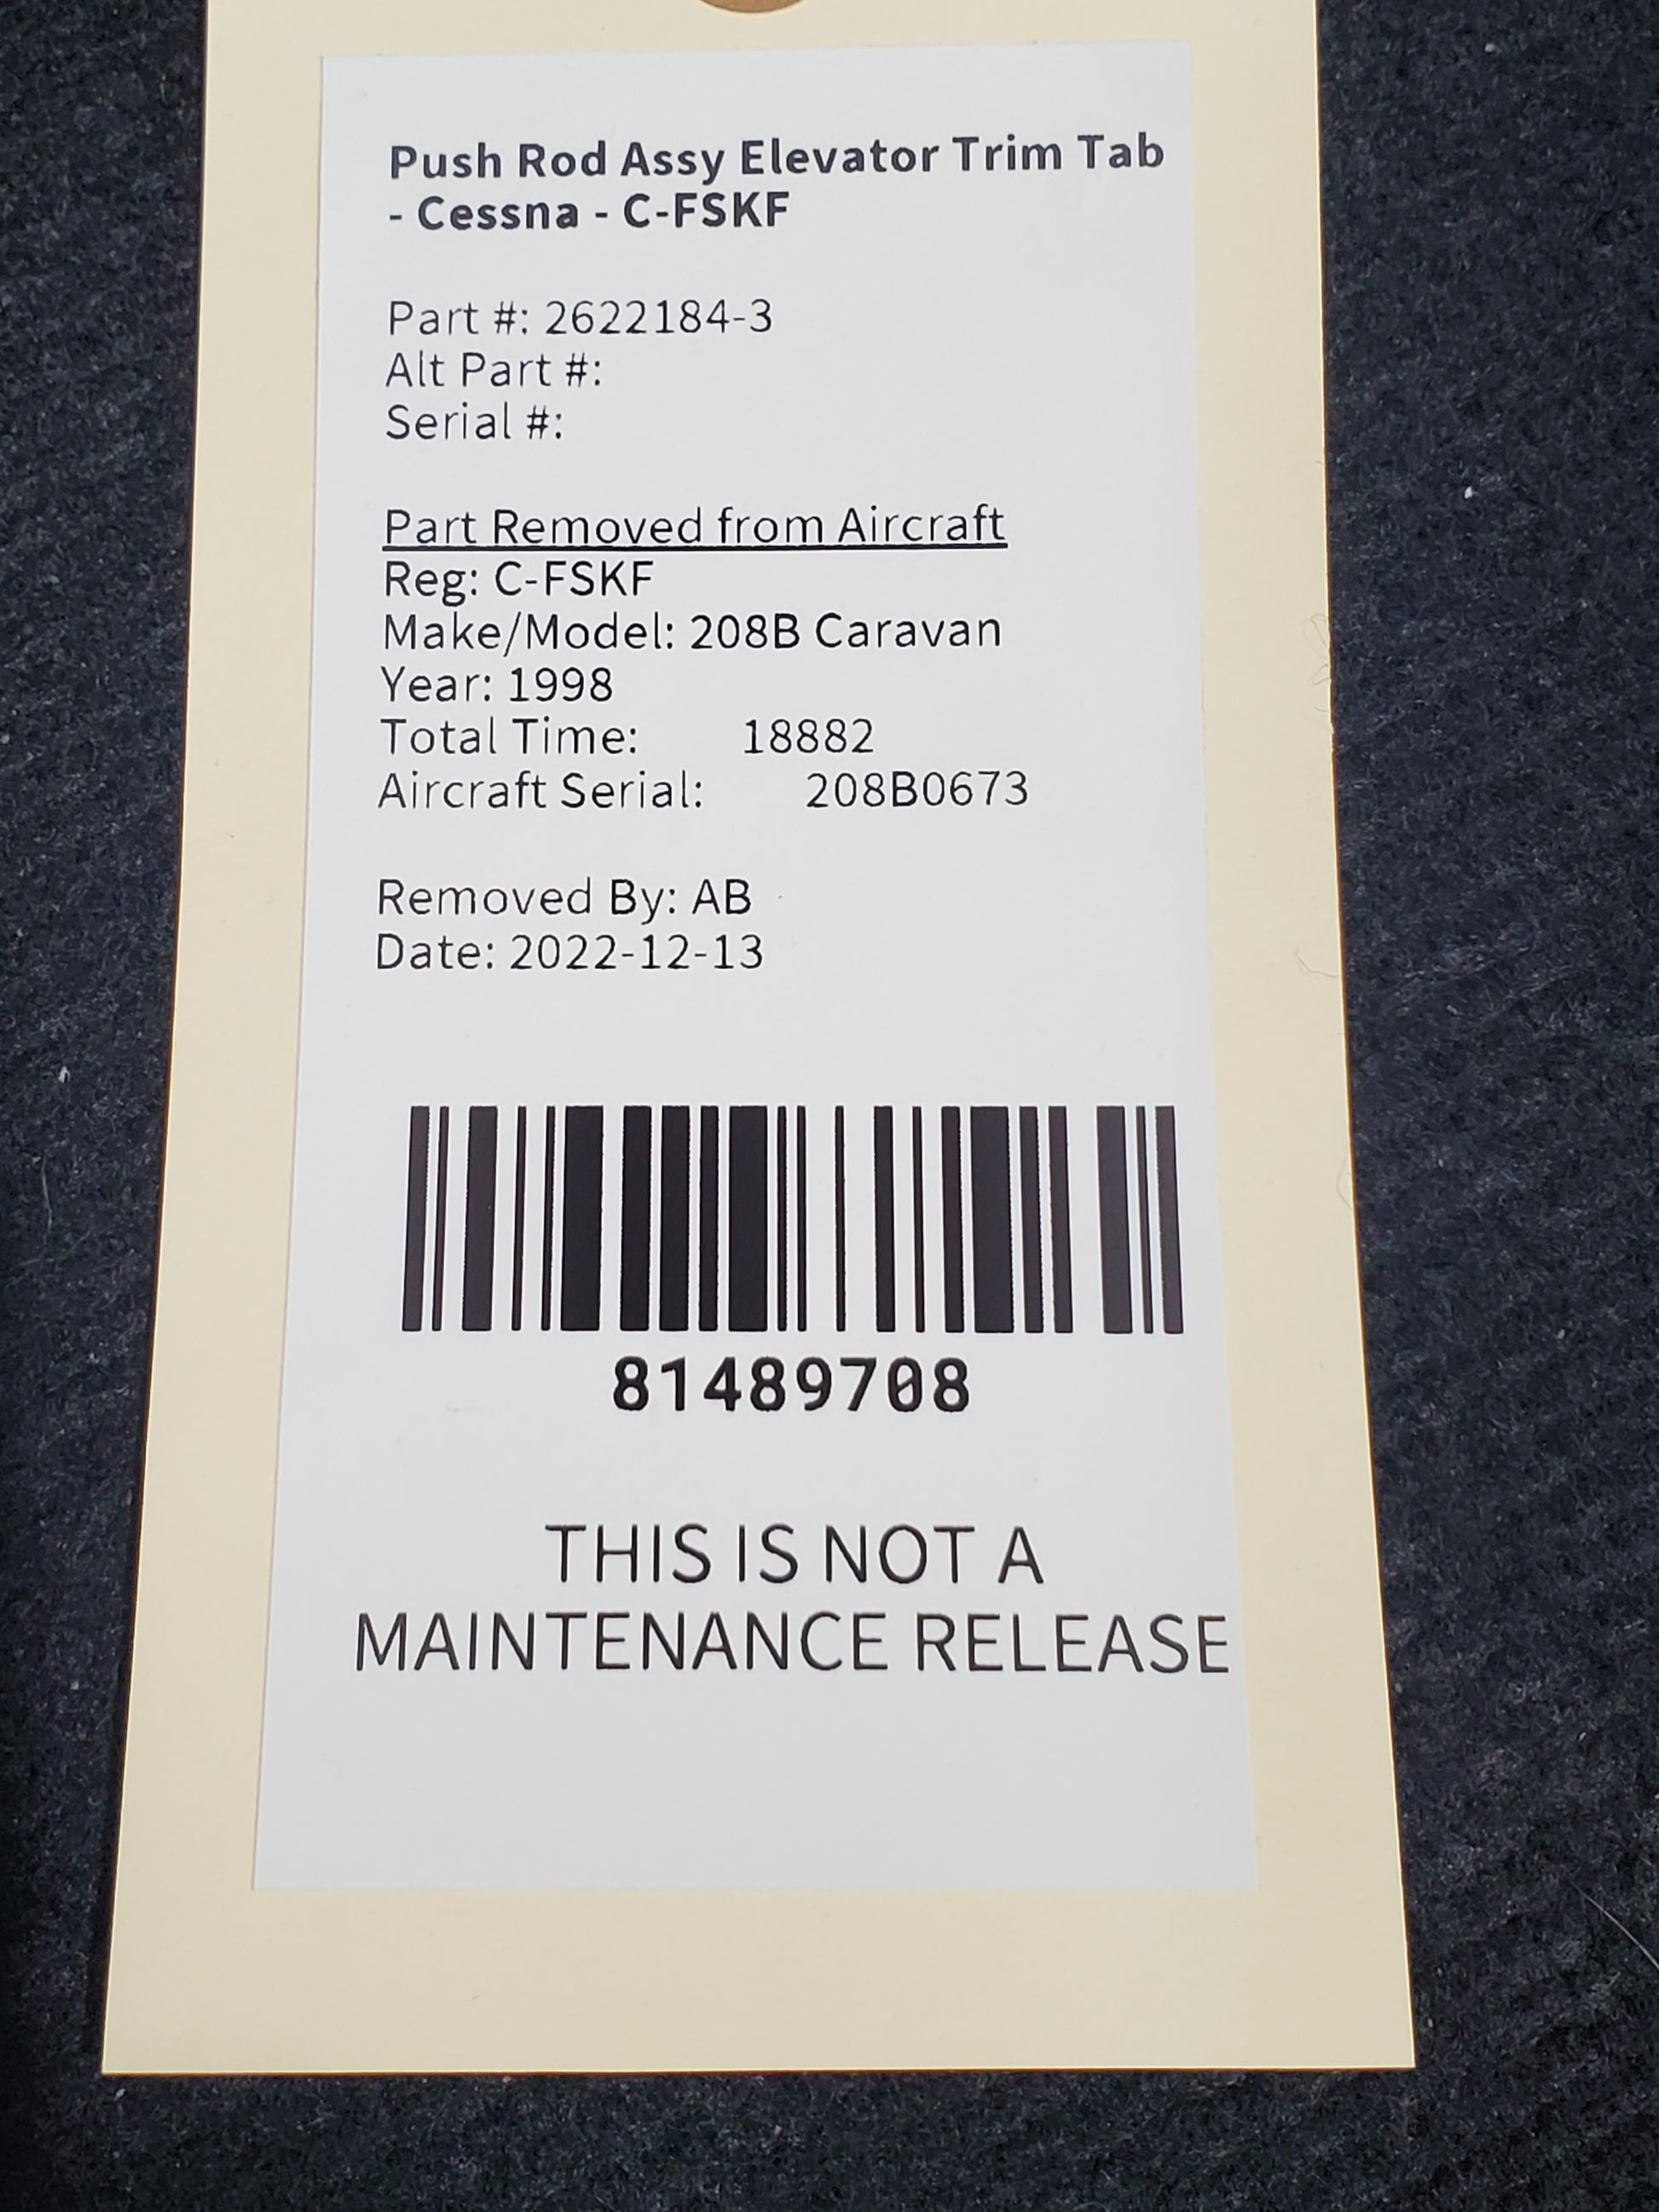 Push Rod Assy Elevator Trim Tab
- Cessna - C-FSKF
Part #: 2622184-3
Alt Part #:
Serial #:
Part Removed from Aircraft
Reg: C-FSKF
Make/Model: 208B Caravan
Year: 1998
Total Time: 18882
Aircraft Serial: 208B0673
Removed By: AB
Date: 2022-12-13
81489708
THIS IS NOT A
MAINTENANCE RELEASE